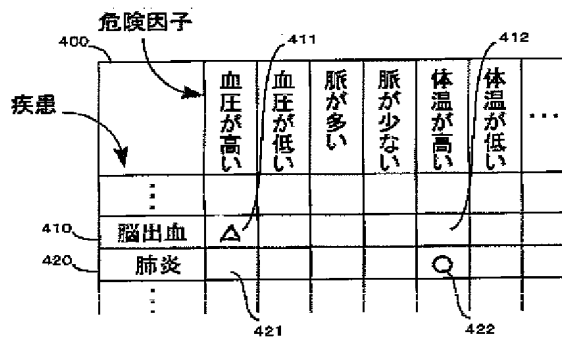 危険因子
400
411
412
疾患
血圧が高い
血圧が低い
脈が多い
脈が少ない
体温が高い
体温が低い
…
⋮
410
脳出血
△
420
肺炎
○
⋮
421
422